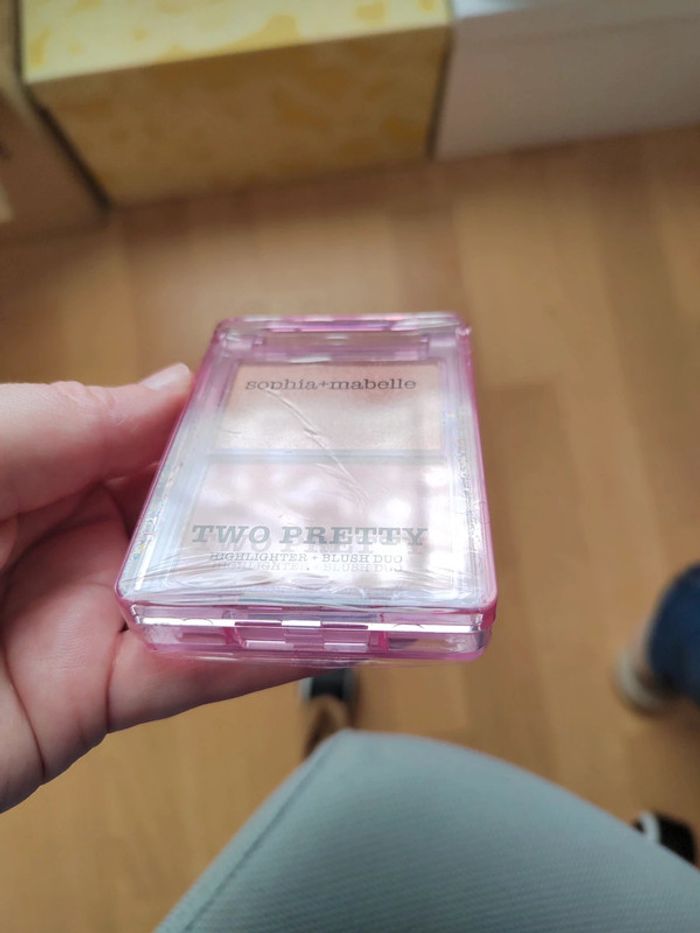 sophia+mabelle
TWO PRETTY
HIGHLIGHTER + BLUSH DUO